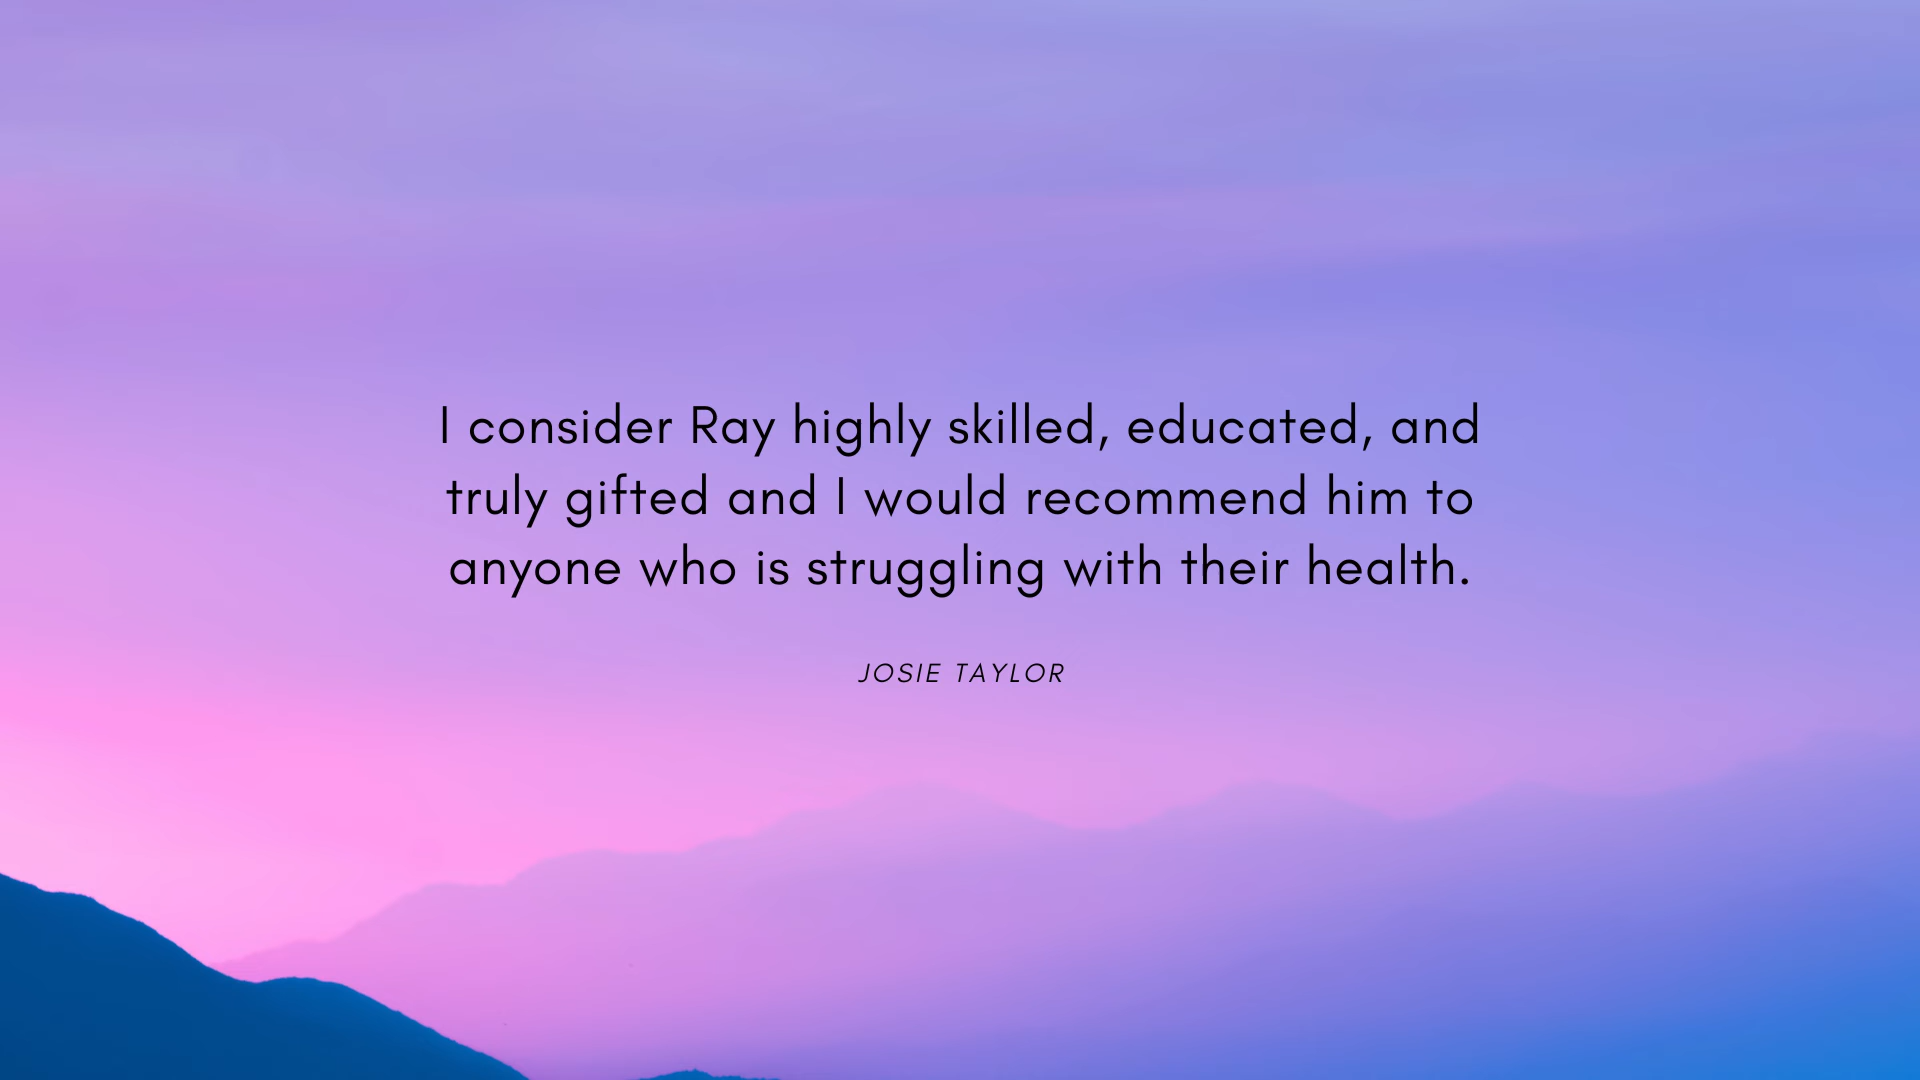 I consider Ray highly skilled, educated, and
truly gifted and I would recommend him to
anyone who is struggling with their health.
JOSIE TAYLOR